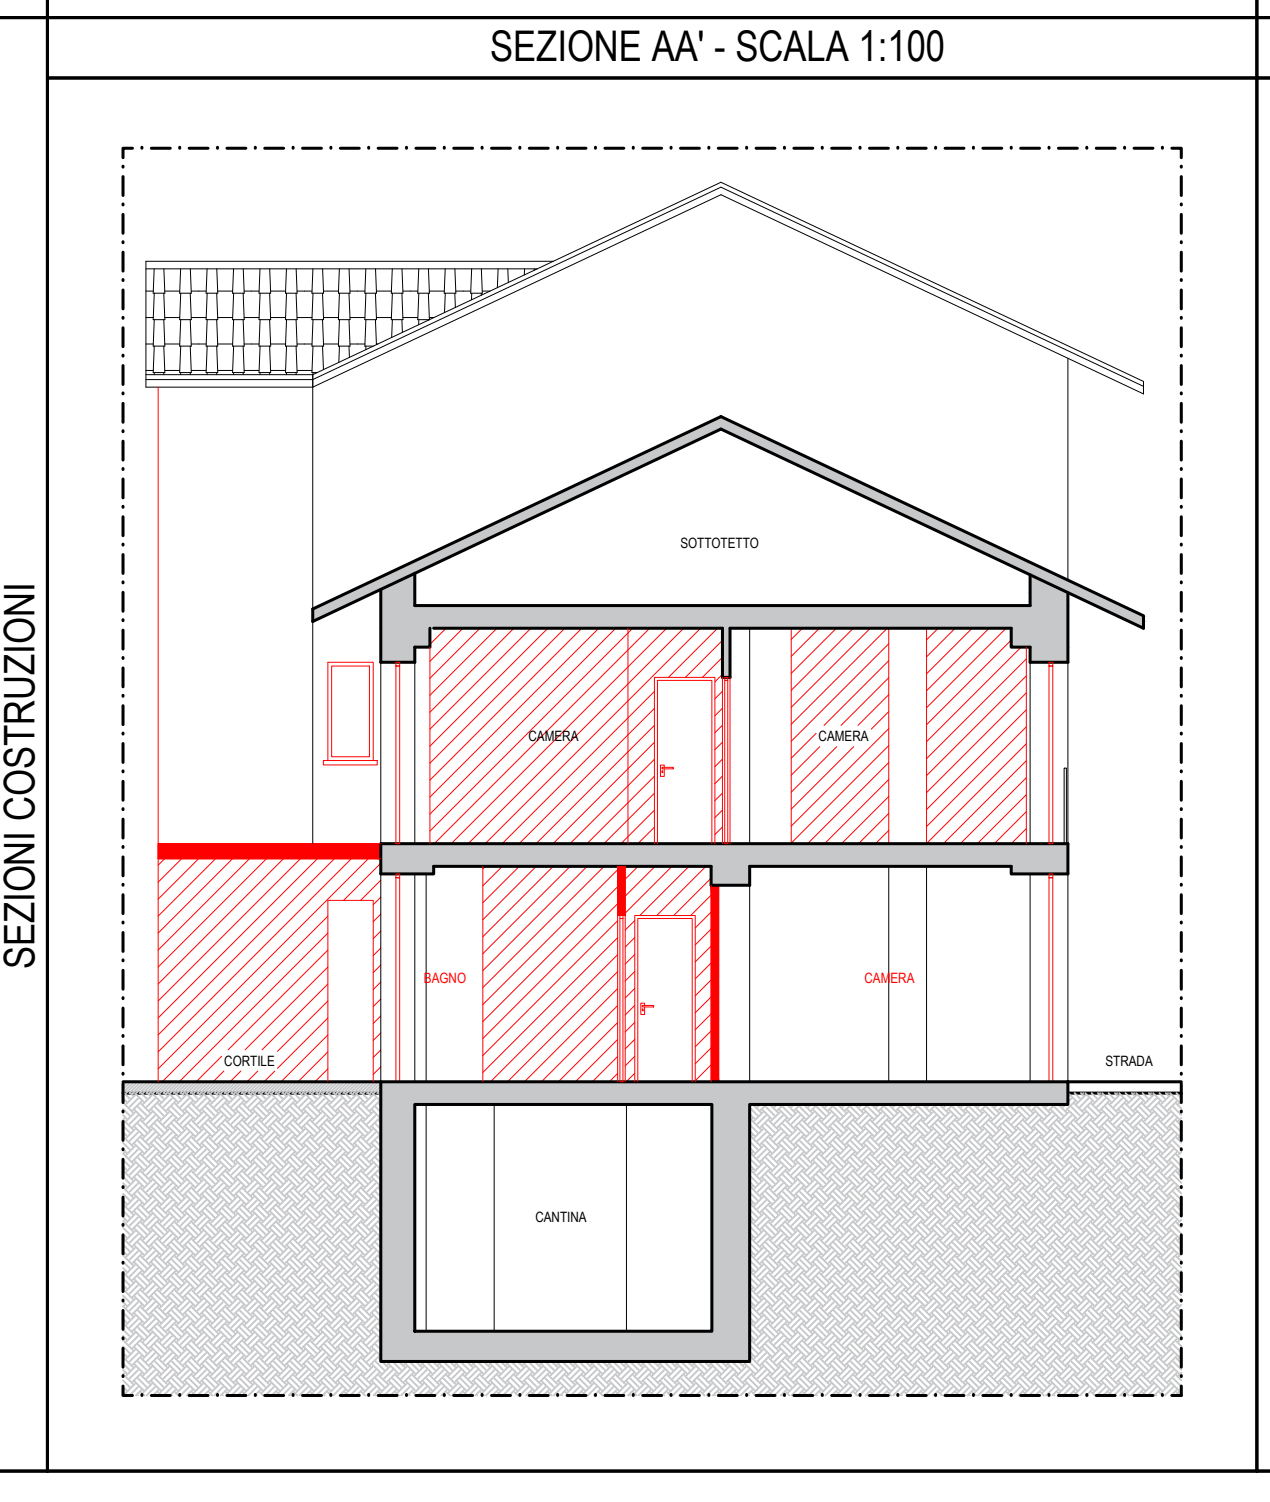 SEZIONE AA' - SCALA 1:100
SEZIONI COSTRUZIONI
SOTTOTETTO
CAMERA
CAMERA
BAGNO
CAMERA
CORTILE
STRADA
CANTINA